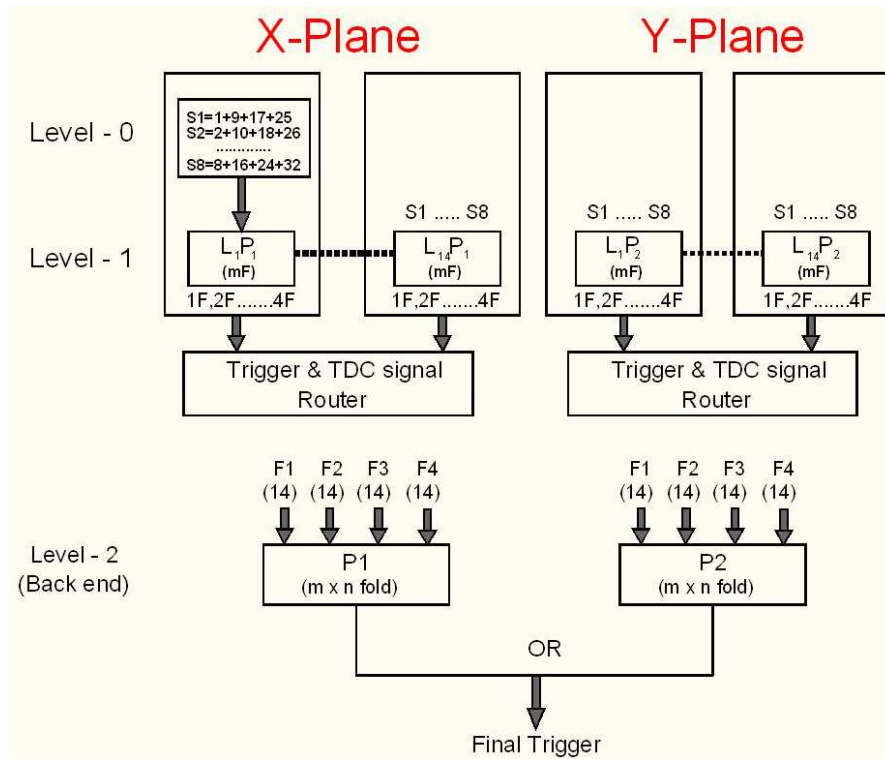 X-Plane Y-Plane
Level - 0
S1=1+9+17+25
S2=2+10+18+26
..............
S8=8+16+24+32
S1 ..... S8
S1 ..... S8
S1 ..... S8
Level - 1
L1P1
(mF)
L14P1
(mF)
L1P2
(mF)
L14P2
(mF)
1F,2F.......4F
1F,2F.......4F
1F,2F.......4F
1F,2F.......4F
Trigger & TDC signal
Router
Trigger & TDC signal
Router
F1 F2 F3 F4
(14) (14) (14) (14)
F1 F2 F3 F4
(14) (14) (14) (14)
Level - 2
(Back end)
P1
(m x n fold)
P2
(m x n fold)
OR
Final Trigger